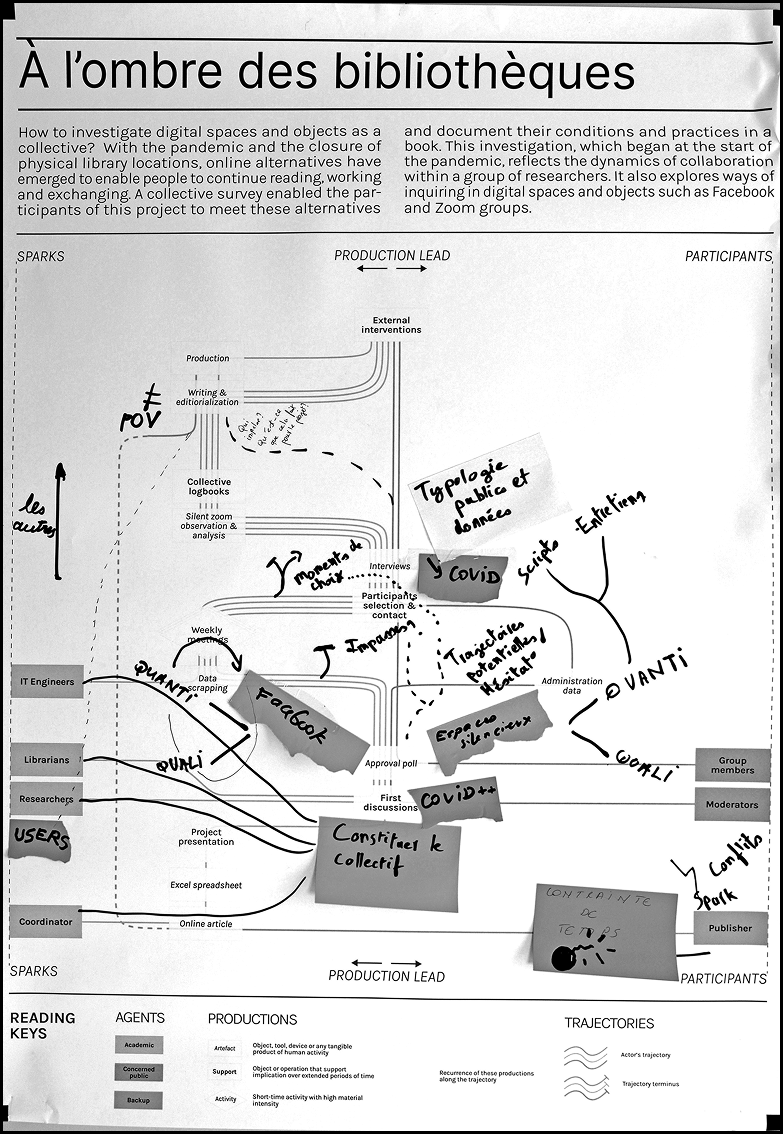 À l'ombre des bibliothèques
How to investigate digital spaces and objects as a
collective? With the pandemic and the closure of
physical library locations, online alternatives have
emerged to enable people to continue reading, working
and exchanging. A collective survey enabled the par-
ticipants of this project to meet these alternatives
and document their conditions and practices in a
book. This investigation, which began at the start of
the pandemic, reflects the dynamics of collaboration
within a group of researchers. It also explores ways of
inquiring in digital spaces and objects such as Facebook
and Zoom groups.
SPARKS
PRODUCTION LEAD
PARTICIPANTS
External
interventions
Production
Writing &
editiorialization
≠
POV
Qui
impulse?
Qu'est-ce
que cela fait
pour le projet?
Collective
logbooks
Silent zoom
observation &
analysis
les
autres
Typologie
publics et
données
Entretiens
Scripts
Moments de
choix
Interviews
↓ COVID
Participants
selection &
contact
Weekly
meetings
Impasses
Trajectoires
potentielles /
Hésitato
IT Engineers
QUANTI
Data
scrapping
Facebook
Administration
data
QUANTI
Espaces
silencieux
QUALI
QUALI
Librarians
Approval poll
Group
members
Researchers
First
discussions
COVID++
Moderators
USERS
Project
presentation
Constituer le
collectif
Excel spreadsheet
Conflits
Spark
CONTRAINTE
DE
TEMPS
Coordinator
Online article
Publisher
SPARKS
PRODUCTION LEAD
PARTICIPANTS
READING
KEYS
AGENTS
Academic
Concerned
public
Backup
PRODUCTIONS
Artefact
Object, tool, device or any tangible
product of human activity
Support
Object or operation that support
implication over extended periods of time
Activity
Short-time activity with high material
intensity
Recurrence of these productions
along the trajectory
TRAJECTORIES
Actor's trajectory
Trajectory terminus